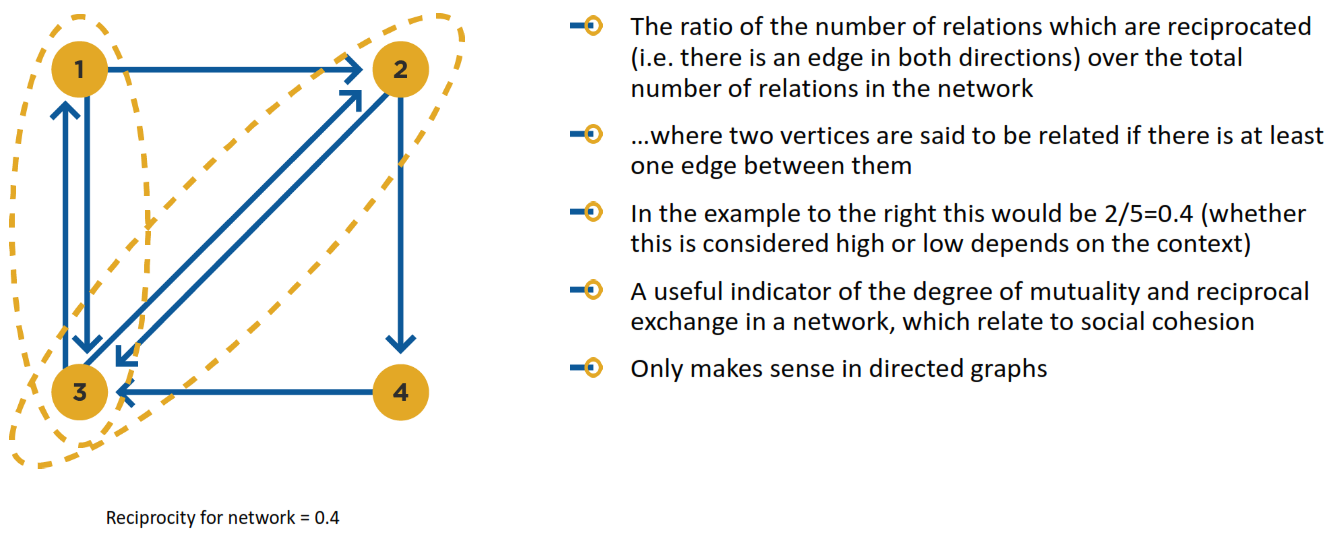 1
2
3
4
Reciprocity for network = 0.4
The ratio of the number of relations which are reciprocated
(i.e. there is an edge in both directions) over the total
number of relations in the network
…where two vertices are said to be related if there is at least
one edge between them
In the example to the right this would be 2/5=0.4 (whether
this is considered high or low depends on the context)
A useful indicator of the degree of mutuality and reciprocal
exchange in a network, which relate to social cohesion
Only makes sense in directed graphs